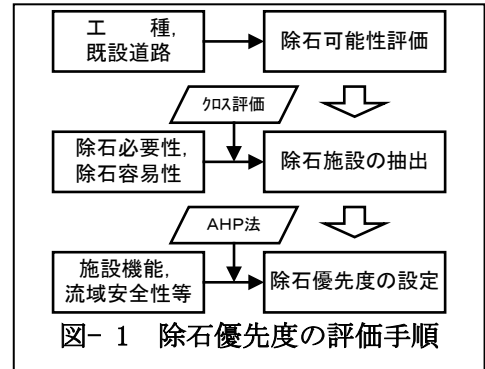 工　　種,
既設道路
除石可能性評価
ｸﾛｽ評価
除石必要性,
除石容易性
除石施設の抽出
AHP法
施設機能,
流域安全性等
除石優先度の設定
図- 1　除石優先度の評価手順